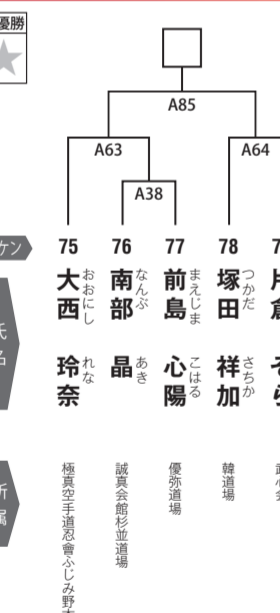 優勝
A85
A63
A64
A38
ケン
75
76
77
78
氏名
大西 玲奈
おおにし れな
南部 晶
なんぶ あき
前島 心陽
まえじま こはる
塚田 祥加
つかだ さちか
所属
極真空手道忍會ふじみ野
誠真会館杉並道場
優弥道場
韓道場